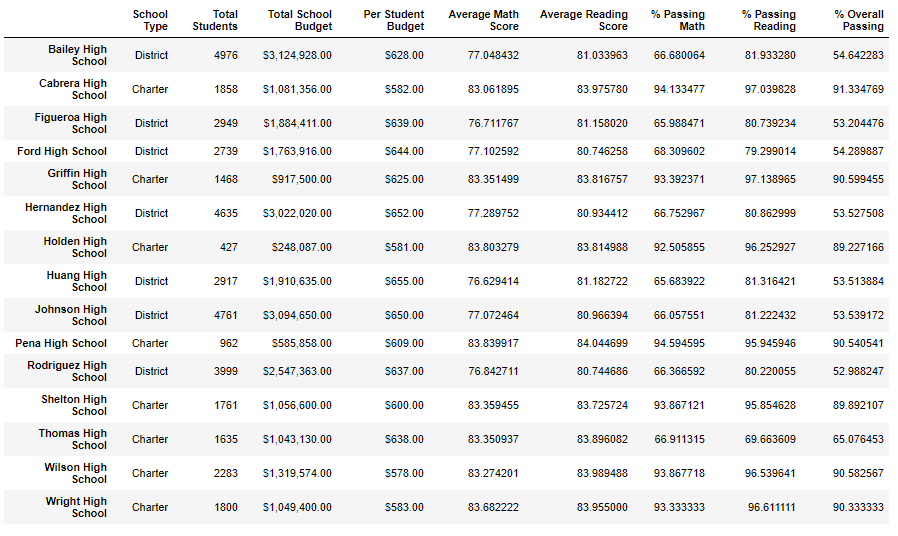 School Type Total Students Total School Budget Per Student Budget Average Math Score Average Reading Score % Passing Math % Passing Reading % Overall Passing
Bailey High School District 4976 $3,124,928.00 $628.00 77.048432 81.033963 66.680064 81.933280 54.642283
Cabrera High School Charter 1858 $1,081,356.00 $582.00 83.061895 83.975780 94.133477 97.039828 91.334769
Figueroa High School District 2949 $1,884,411.00 $639.00 76.711767 81.158020 65.988471 80.739234 53.204476
Ford High School District 2739 $1,763,916.00 $644.00 77.102592 80.746258 68.309602 79.299014 54.289887
Griffin High School Charter 1468 $917,500.00 $625.00 83.351499 83.816757 93.392371 97.138965 90.599455
Hernandez High School District 4635 $3,022,020.00 $652.00 77.289752 80.934412 66.752967 80.862999 53.527508
Holden High School Charter 427 $248,087.00 $581.00 83.803279 83.814988 92.505855 96.252927 89.227166
Huang High School District 2917 $1,910,635.00 $655.00 76.629414 81.182722 65.683922 81.316421 53.513884
Johnson High School District 4761 $3,094,650.00 $650.00 77.072464 80.966394 66.057551 81.222432 53.539172
Pena High School Charter 962 $585,858.00 $609.00 83.839917 84.044699 94.594595 95.945946 90.540541
Rodriguez High School District 3999 $2,547,363.00 $637.00 76.842711 80.744686 66.366592 80.220055 52.988247
Shelton High School Charter 1761 $1,056,600.00 $600.00 83.359455 83.725724 93.867121 95.854628 89.892107
Thomas High School Charter 1635 $1,043,130.00 $638.00 83.350937 83.896082 66.911315 69.663609 65.076453
Wilson High School Charter 2283 $1,319,574.00 $578.00 83.274201 83.989488 93.867718 96.539641 90.582567
Wright High School Charter 1800 $1,049,400.00 $583.00 83.682222 83.955000 93.333333 96.611111 90.333333